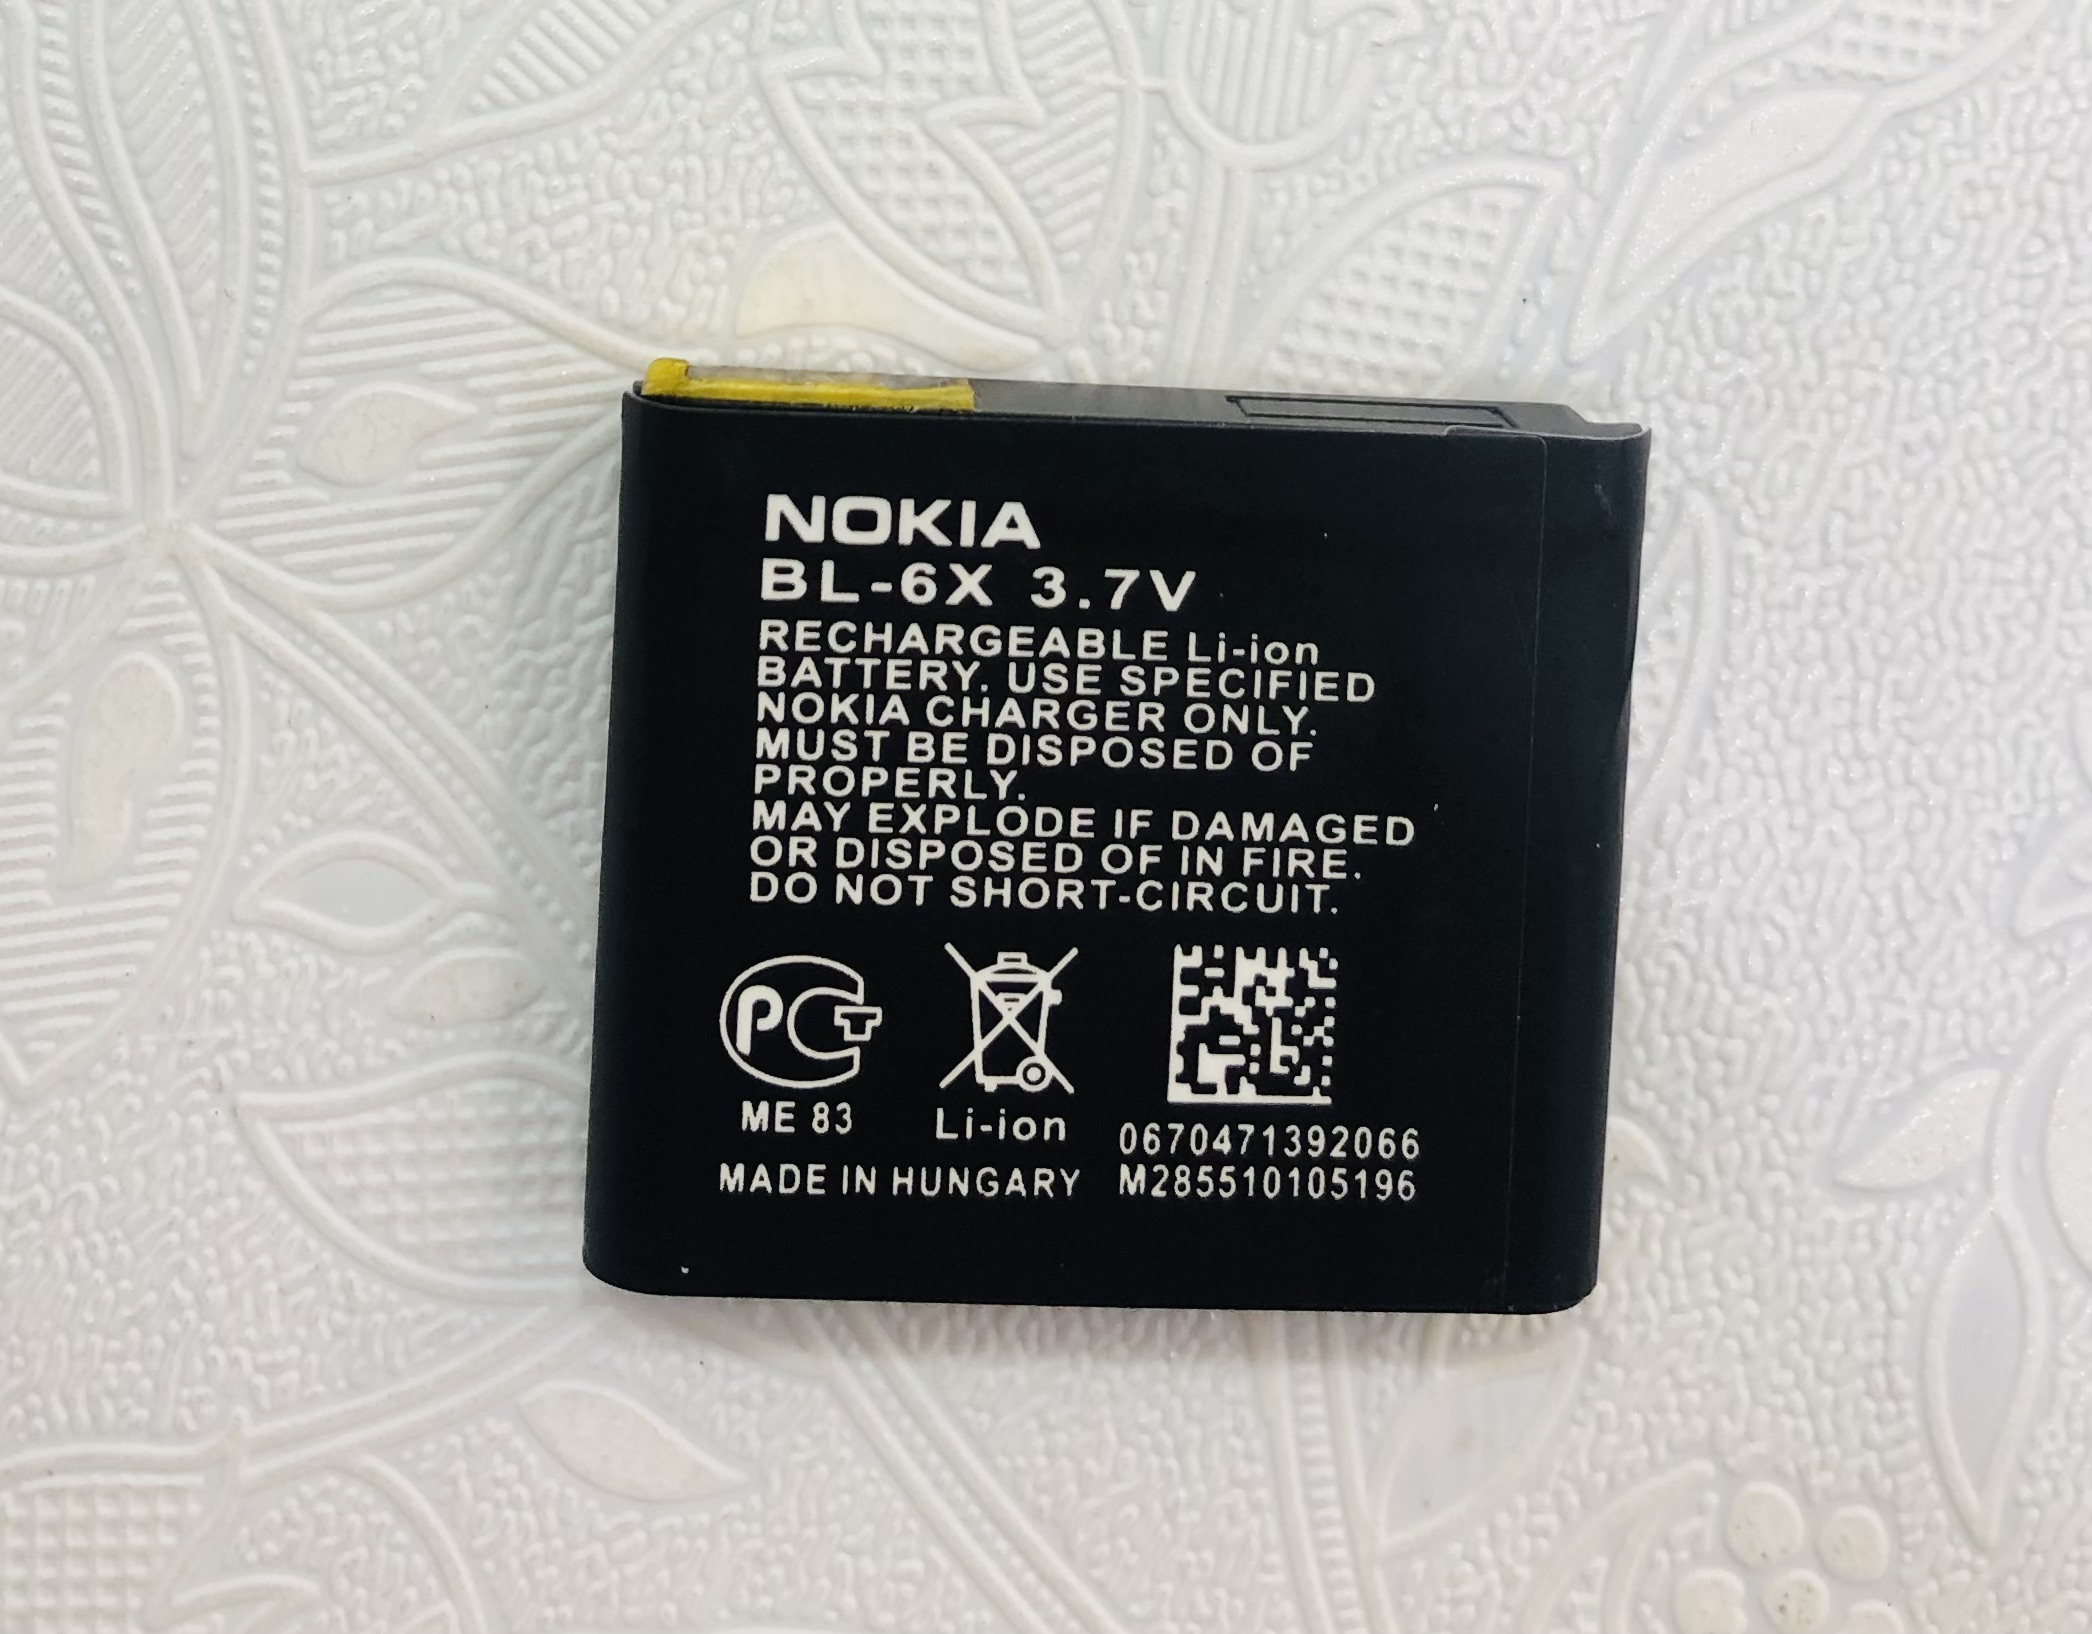 NOKIA
BL-6X 3.7V
RECHARGEABLE Li-ion
BATTERY. USE SPECIFIED
NOKIA CHARGER ONLY.
MUST BE DISPOSED OF
PROPERLY.
MAY EXPLODE IF DAMAGED
OR DISPOSED OF IN FIRE.
DO NOT SHORT-CIRCUIT.
PCT
ME 83 Li-ion 0670471392066
MADE IN HUNGARY M285510105196